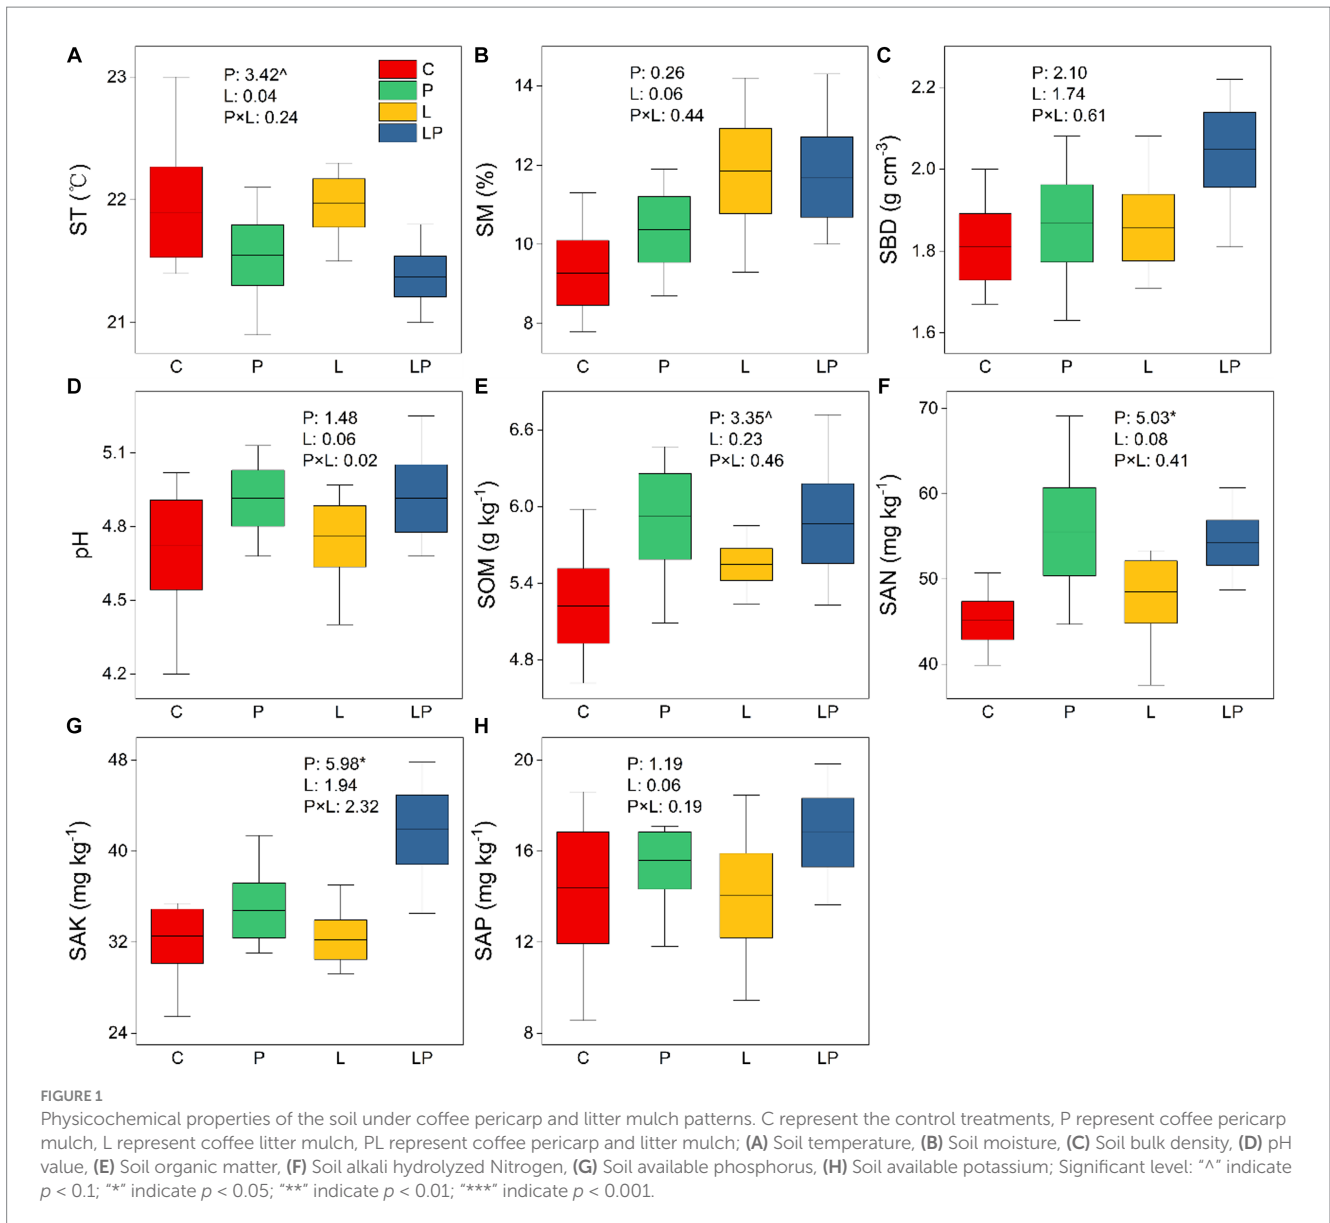 A
ST (℃)
23
22
21
P: 3.42^
L: 0.04
P×L: 0.24
C
P
L
LP
C P L LP
B
SM (%)
14
12
10
8
P: 0.26
L: 0.06
P×L: 0.44
C P L LP
C
SBD (g cm-3)
2.2
2.0
1.8
1.6
P: 2.10
L: 1.74
P×L: 0.61
C P L LP
D
pH
5.1
4.8
4.5
4.2
P: 1.48
L: 0.06
P×L: 0.02
C P L LP
E
SOM (g kg-1)
6.6
6.0
5.4
4.8
P: 3.35^
L: 0.23
P×L: 0.46
C P L LP
F
SAN (mg kg-1)
70
60
50
40
P: 5.03*
L: 0.08
P×L: 0.41
C P L LP
G
SAK (mg kg-1)
48
40
32
24
P: 5.98*
L: 1.94
P×L: 2.32
C P L LP
H
SAP (mg kg-1)
20
16
12
8
P: 1.19
L: 0.06
P×L: 0.19
C P L LP
FIGURE 1
Physicochemical properties of the soil under coffee pericarp and litter mulch patterns. C represent the control treatments, P represent coffee pericarp
mulch, L represent coffee litter mulch, PL represent coffee pericarp and litter mulch; (A) Soil temperature, (B) Soil moisture, (C) Soil bulk density, (D) pH
value, (E) Soil organic matter, (F) Soil alkali hydrolyzed Nitrogen, (G) Soil available phosphorus, (H) Soil available potassium; Significant level: “^” indicate
p < 0.1; “*” indicate p < 0.05; “**” indicate p < 0.01; “***” indicate p < 0.001.